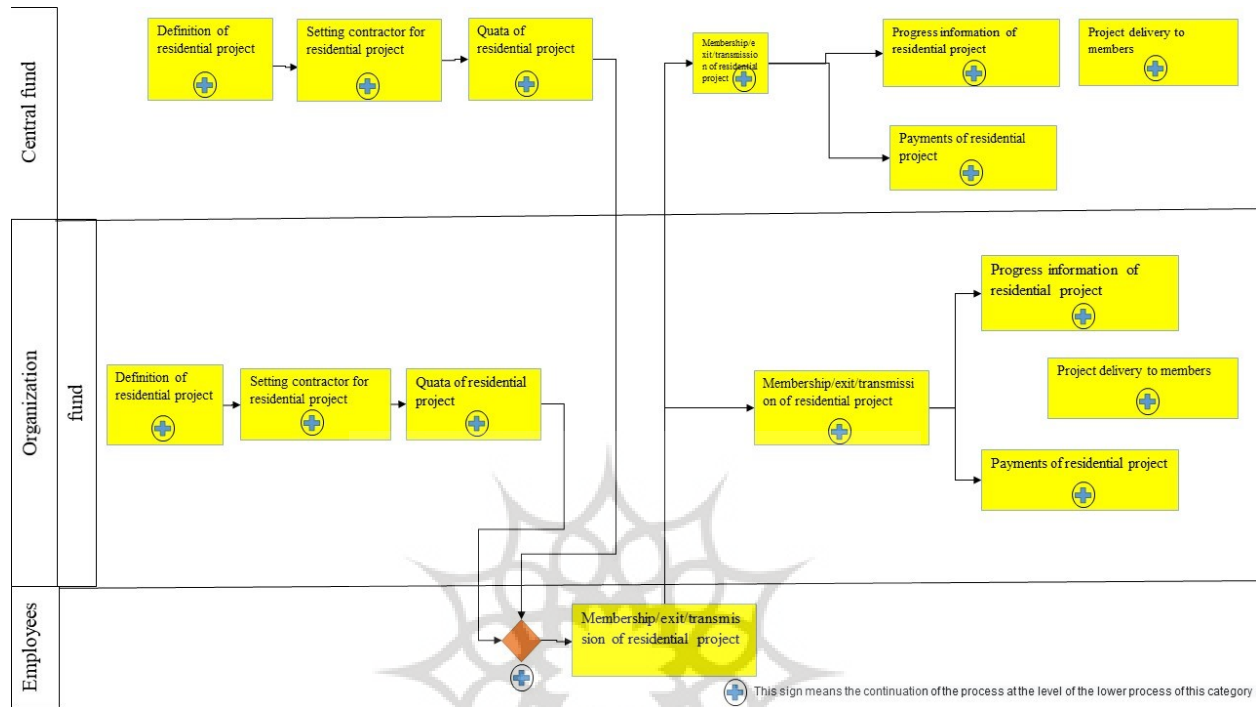 Central fund
Definition of
residential project
Setting contractor for
residential project
Quata of
residential project
Membership/e
xit/transmissio
n of residential
project
Progress information of
residential project
Project delivery to
members
Payments of residential
project
Organization
fund
Definition of
residential project
Setting contractor for
residential project
Quata of residential
project
Membership/exit/transmissi
on of residential project
Progress information of
residential project
Project delivery to members
Payments of residential project
Employees
Membership/exit/transmis
sion of residential project
This sign means the continuation of the process at the level of the lower process of this category